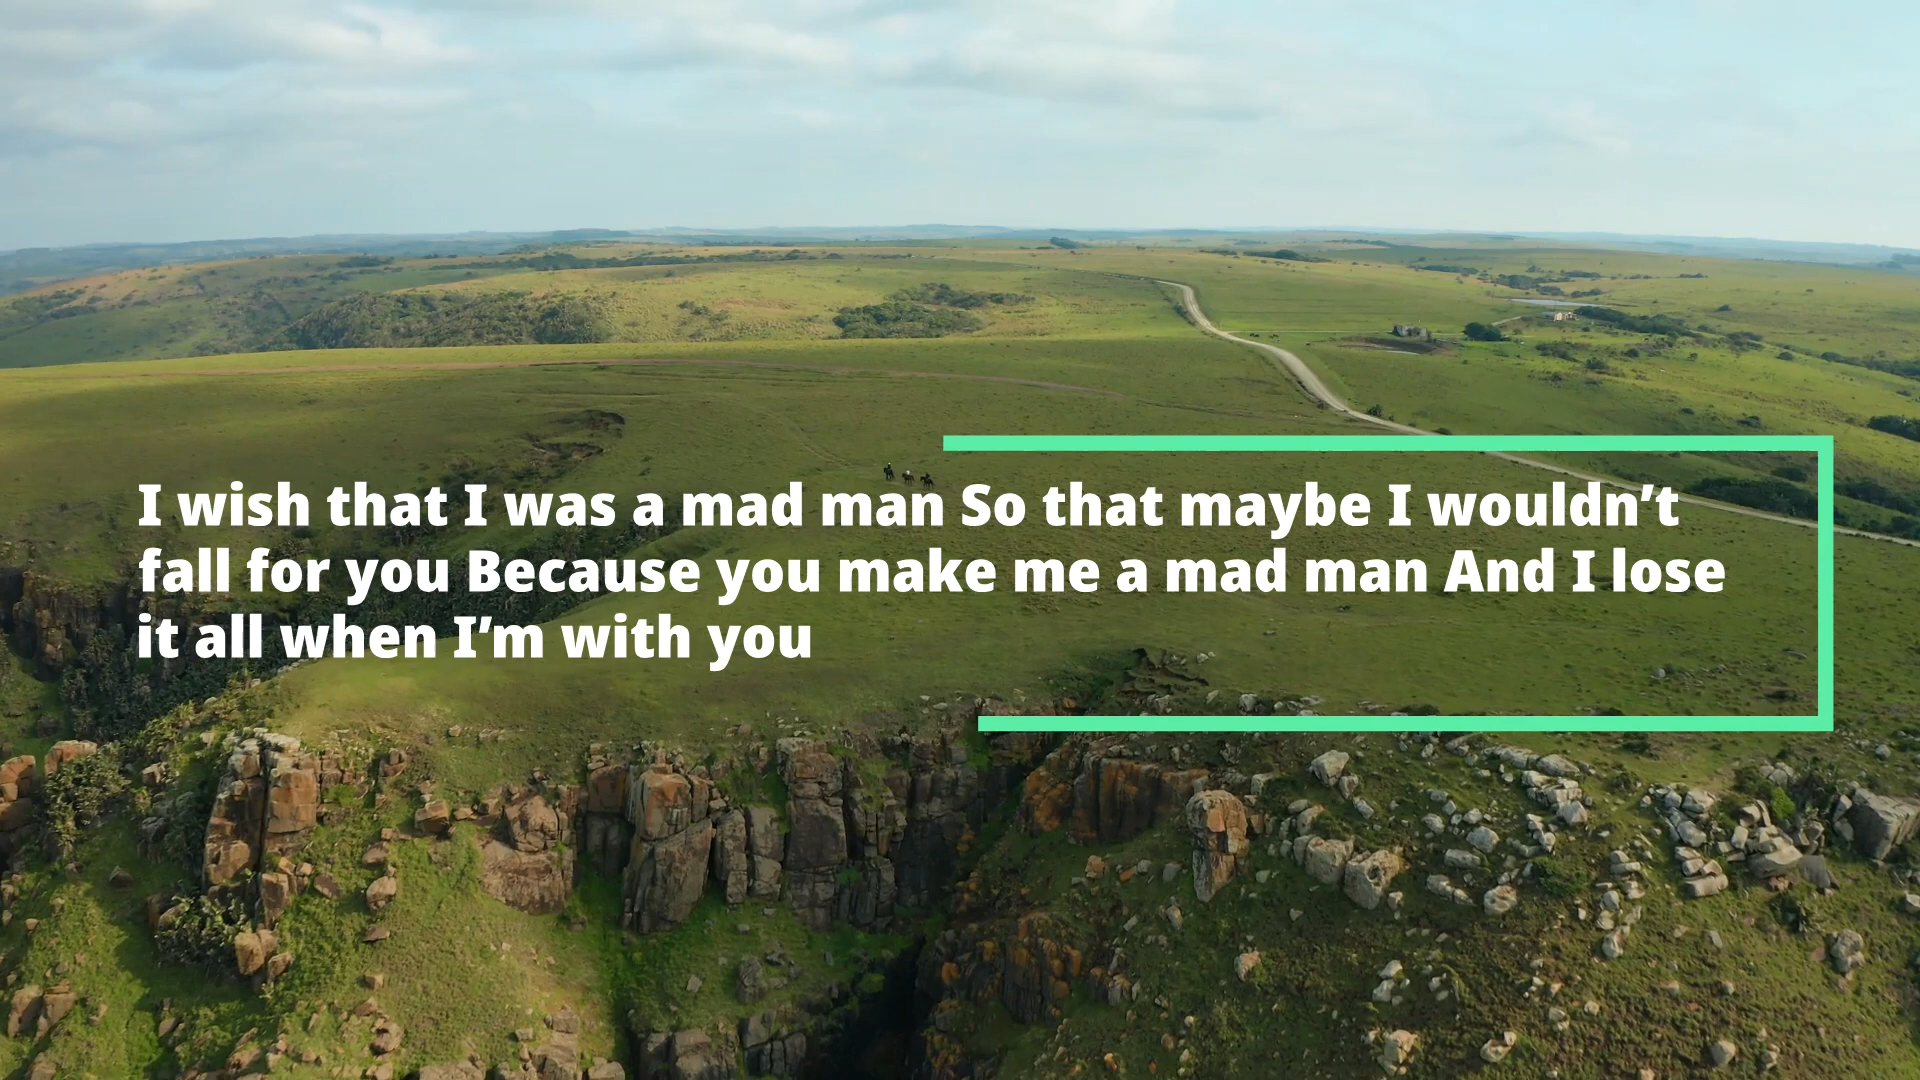 I wish that I was a mad man So that maybe I wouldn’t
fall for you Because you make me a mad man And I lose
it all when I’m with you